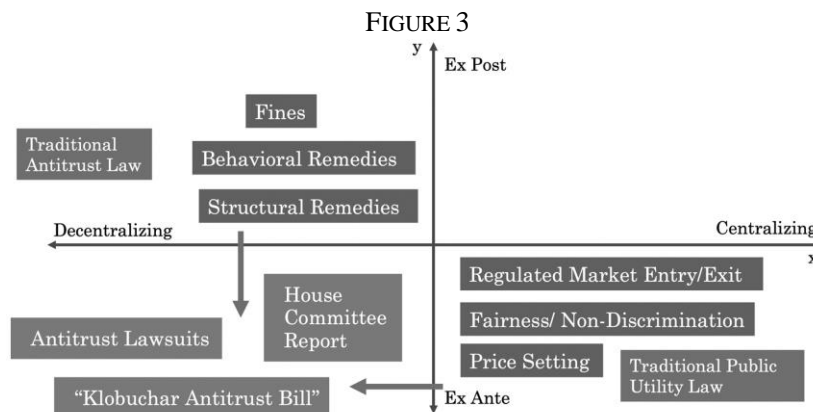 FIGURE 3
y
Ex Post
Fines
Traditional
Antitrust Law
Behavioral Remedies
Structural Remedies
Decentralizing
Centralizing
x
Regulated Market Entry/Exit
House
Committee
Report
Fairness/ Non-Discrimination
Antitrust Lawsuits
Price Setting
Traditional Public
Utility Law
“Klobuchar Antitrust Bill”
Ex Ante